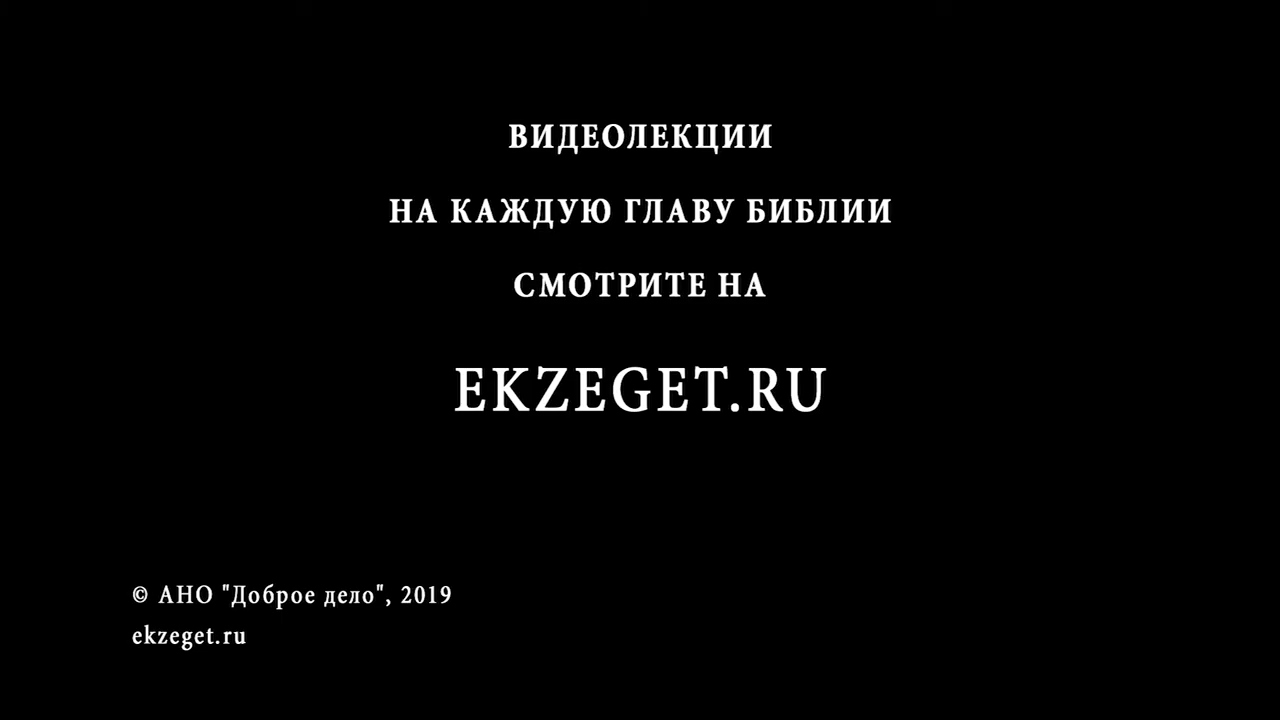 ВИДЕОЛЕКЦИИ
НА КАЖДУЮ ГЛАВУ БИБЛИИ
СМОТРИТЕ НА
EKZEGET.RU
© АНО "Доброе дело", 2019
ekzeget.ru